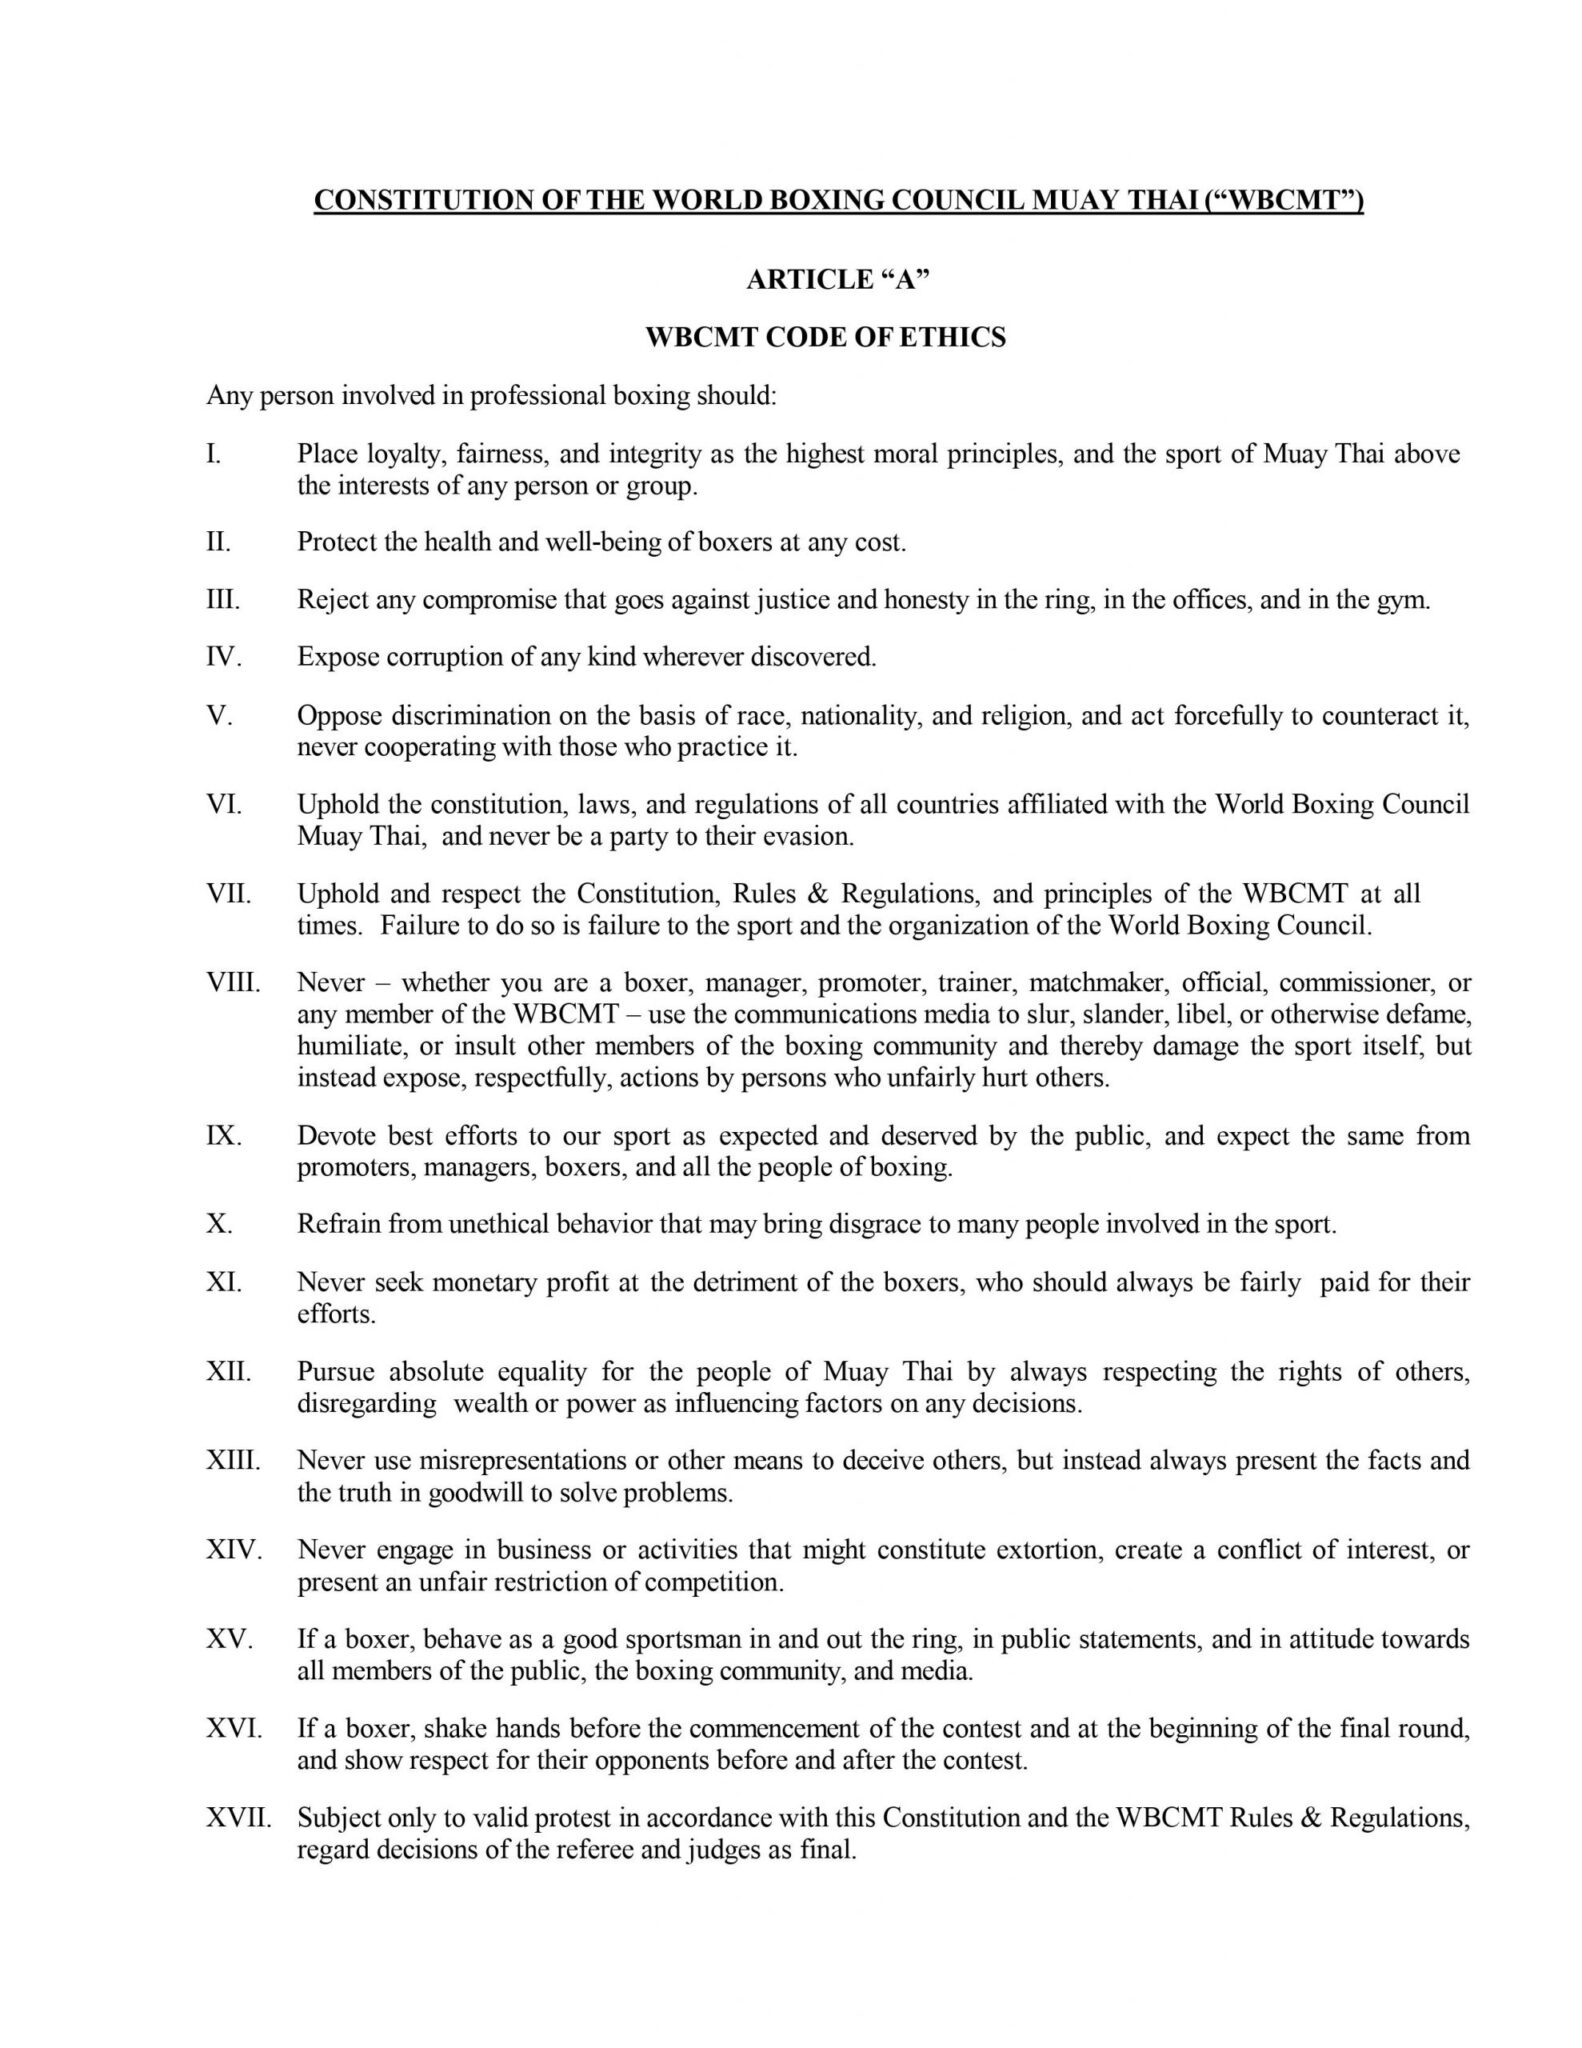 CONSTITUTION OF THE WORLD BOXING COUNCIL MUAY THAI (“WBCMT”)
ARTICLE “A”
WBCMT CODE OF ETHICS
Any person involved in professional boxing should:
I. Place loyalty, fairness, and integrity as the highest moral principles, and the sport of Muay Thai above
the interests of any person or group.
II. Protect the health and well-being of boxers at any cost.
III. Reject any compromise that goes against justice and honesty in the ring, in the offices, and in the gym.
IV. Expose corruption of any kind wherever discovered.
V. Oppose discrimination on the basis of race, nationality, and religion, and act forcefully to counteract it,
never cooperating with those who practice it.
VI. Uphold the constitution, laws, and regulations of all countries affiliated with the World Boxing Council
Muay Thai, and never be a party to their evasion.
VII. Uphold and respect the Constitution, Rules & Regulations, and principles of the WBCMT at all
times. Failure to do so is failure to the sport and the organization of the World Boxing Council.
VIII. Never – whether you are a boxer, manager, promoter, trainer, matchmaker, official, commissioner, or
any member of the WBCMT – use the communications media to slur, slander, libel, or otherwise defame,
humiliate, or insult other members of the boxing community and thereby damage the sport itself, but
instead expose, respectfully, actions by persons who unfairly hurt others.
IX. Devote best efforts to our sport as expected and deserved by the public, and expect the same from
promoters, managers, boxers, and all the people of boxing.
X. Refrain from unethical behavior that may bring disgrace to many people involved in the sport.
XI. Never seek monetary profit at the detriment of the boxers, who should always be fairly paid for their
efforts.
XII. Pursue absolute equality for the people of Muay Thai by always respecting the rights of others,
disregarding wealth or power as influencing factors on any decisions.
XIII. Never use misrepresentations or other means to deceive others, but instead always present the facts and
the truth in goodwill to solve problems.
XIV. Never engage in business or activities that might constitute extortion, create a conflict of interest, or
present an unfair restriction of competition.
XV. If a boxer, behave as a good sportsman in and out the ring, in public statements, and in attitude towards
all members of the public, the boxing community, and media.
XVI. If a boxer, shake hands before the commencement of the contest and at the beginning of the final round,
and show respect for their opponents before and after the contest.
XVII. Subject only to valid protest in accordance with this Constitution and the WBCMT Rules & Regulations,
regard decisions of the referee and judges as final.